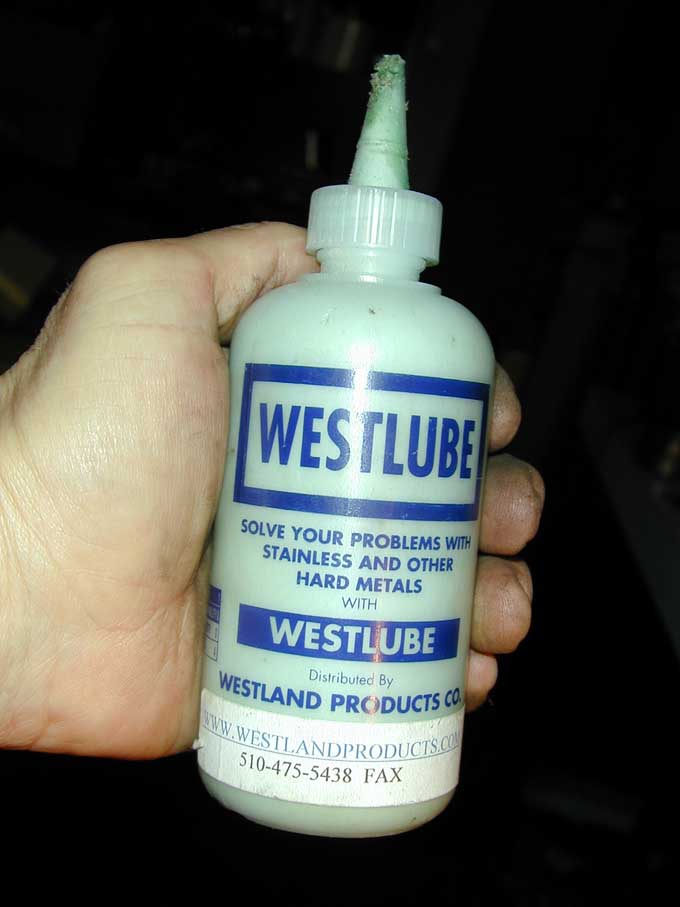 WESTLUBE
SOLVE YOUR PROBLEMS WITH
STAINLESS AND OTHER
HARD METALS
WITH
WESTLUBE
Distributed By
WESTLAND PRODUCTS CO.
WWW.WESTLANDPRODUCTS.COM
510-475-5438 FAX